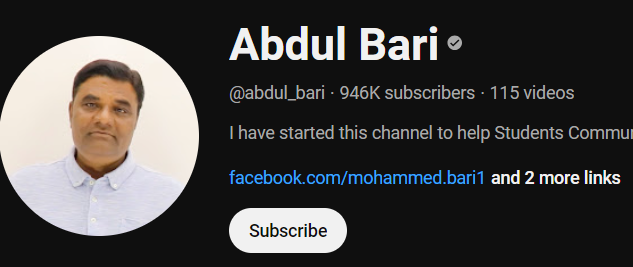 Abdul Bari
@abdul_bari · 946K subscribers · 115 videos
I have started this channel to help Students
facebook.com/mohammed.bari1 and 2 more links
Subscribe